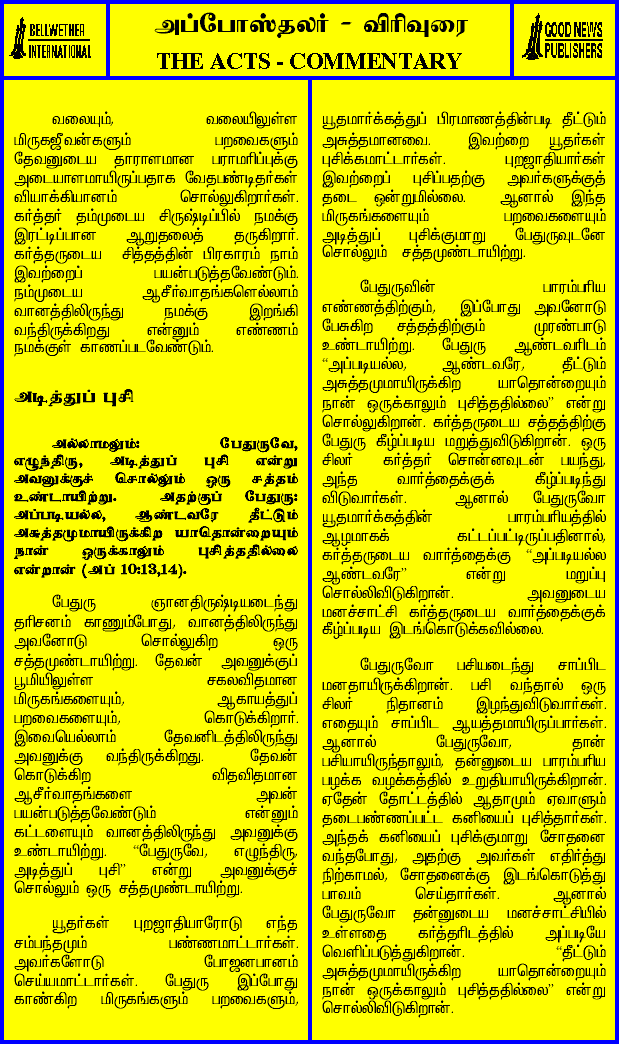 BELLWETHER
INTERNATIONAL
அப்போஸ்தலர் - விரிவுரை
THE ACTS - COMMENTARY
GOOD NEWS
PUBLISHERS
வலையும், வலையிலுள்ள
மிருகஜீவன்களும் பறவைகளும்
தேவனுடைய தாராளமான பராமரிப்புக்கு
அடையாளமாயிருப்பதாக வேதபண்டிதர்கள்
வியாக்கியானம் சொல்லுகிறார்கள்.
கர்த்தர் தம்முடைய சிருஷ்டிப்பில் நமக்கு
இரட்டிப்பான ஆறுதலைத் தருகிறார்.
கர்த்தருடைய சித்தத்தின் பிரகாரம் நாம்
இவற்றைப் பயன்படுத்தவேண்டும்.
நம்முடைய ஆசீர்வாதங்களெல்லாம்
வானத்திலிருந்து நமக்கு இறங்கி
வந்திருக்கிறது என்னும் எண்ணம்
நமக்குள் காணப்படவேண்டும்.
அடித்துப் புசி
அல்லாமலும்: பேதுருவே,
எழுந்திரு, அடித்துப் புசி என்று
அவனுக்குச் சொல்லும் ஒரு சத்தம்
உண்டாயிற்று. அதற்குப் பேதுரு:
அப்படியல்ல, ஆண்டவரே தீட்டும்
அசுத்தமுமாயிருக்கிற யாதொன்றையும்
நான் ஒருக்காலும் புசித்ததில்லை
என்றான் (அப் 10:13,14).
பேதுரு ஞானதிருஷ்டியடைந்து
தரிசனம் காணும்போது, வானத்திலிருந்து
அவனோடு சொல்லுகிற ஒரு
சத்தமுண்டாயிற்று. தேவன் அவனுக்குப்
பூமியிலுள்ள சகலவிதமான
மிருகங்களையும், ஆகாயத்துப்
பறவைகளையும், கொடுக்கிறார்.
இவையெல்லாம் தேவனிடத்திலிருந்து
அவனுக்கு வந்திருக்கிறது. தேவன்
கொடுக்கிற விதவிதமான
ஆசீர்வாதங்களை அவன்
பயன்படுத்தவேண்டும் என்னும்
கட்டளையும் வானத்திலிருந்து அவனுக்கு
உண்டாயிற்று. “பேதுருவே, எழுந்திரு,
அடித்துப் புசி” என்று அவனுக்குச்
சொல்லும் ஒரு சத்தமுண்டாயிற்று.
யூதர்கள் புறஜாதியாரோடு எந்த
சம்பந்தமும் பண்ணமாட்டார்கள்.
அவர்களோடு போஜனபானம்
செய்யமாட்டார்கள். பேதுரு இப்போது
காண்கிற மிருகங்களும் பறவைகளும்,
யூதமார்க்கத்துப் பிரமாணத்தின்படி தீட்டும்
அசுத்தமானவை. இவற்றை யூதர்கள்
புசிக்கமாட்டார்கள். புறஜாதியார்கள்
இவற்றைப் புசிப்பதற்கு அவர்களுக்குத்
தடை ஒன்றுமில்லை. ஆனால் இந்த
மிருகங்களையும் பறவைகளையும்
அடித்துப் புசிக்குமாறு பேதுருவுடனே
சொல்லும் சத்தமுண்டாயிற்று.
பேதுருவின் பாரம்பரிய
எண்ணத்திற்கும், இப்போது அவனோடு
பேசுகிற சத்தத்திற்கும் முரண்பாடு
உண்டாயிற்று. பேதுரு ஆண்டவரிடம்
“அப்படியல்ல, ஆண்டவரே, தீட்டும்
அசுத்தமுமாயிருக்கிற யாதொன்றையும்
நான் ஒருக்காலும் புசித்ததில்லை” என்று
சொல்லுகிறான். கர்த்தருடைய சத்தத்திற்கு
பேதுரு கீழ்ப்படிய மறுத்துவிடுகிறான். ஒரு
சிலர் கர்த்தர் சொன்னவுடன் பயந்து,
அந்த வார்த்தைக்குக் கீழ்ப்படிந்து
விடுவார்கள். ஆனால் பேதுருவோ
யூதமார்க்கத்தின் பாரம்பரியத்தில்
ஆழமாகக் கட்டப்பட்டிருப்பதினால்,
கர்த்தருடைய வார்த்தைக்கு “அப்படியல்ல
ஆண்டவரே” என்று மறுப்பு
சொல்லிவிடுகிறான். அவனுடைய
மனச்சாட்சி கர்த்தருடைய வார்த்தைக்குக்
கீழ்ப்படிய இடங்கொடுக்கவில்லை.
பேதுருவோ பசியடைந்து சாப்பிட
மனதாயிருக்கிறான். பசி வந்தால் ஒரு
சிலர் நிதானம் இழந்துவிடுவார்கள்.
எதையும் சாப்பிட ஆயத்தமாயிருப்பார்கள்.
ஆனால் பேதுருவோ, தான்
பசியாயிருந்தாலும், தன்னுடைய பாரம்பரிய
பழக்க வழக்கத்தில் உறுதியாயிருக்கிறான்.
ஏதேன் தோட்டத்தில் ஆதாமும் ஏவாளும்
தடைபண்ணப்பட்ட கனியைப் புசித்தார்கள்.
அந்தக் கனியைப் புசிக்குமாறு சோதனை
வந்தபோது, அதற்கு அவர்கள் எதிர்த்து
நிற்காமல், சோதனைக்கு இடங்கொடுத்து
பாவம் செய்தார்கள். ஆனால்
பேதுருவோ தன்னுடைய மனச்சாட்சியில்
உள்ளதை கர்த்தரிடத்தில் அப்படியே
வெளிப்படுத்துகிறான். “தீட்டும்
அசுத்தமுமாயிருக்கிற யாதொன்றையும்
நான் ஒருக்காலும் புசித்ததில்லை” என்று
சொல்லிவிடுகிறான்.